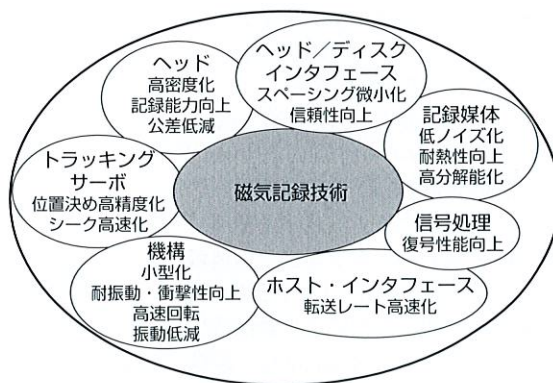 ヘッド
高密度化
記録能力向上
公差低減
ヘッド／ディスク
インタフェース
スペーシング微小化
信頼性向上
記録媒体
低ノイズ化
耐熱性向上
高分解能化
トラッキング
サーボ
位置決め高精度化
シーク高速化
磁気記録技術
信号処理
復号性能向上
機構
小型化
耐振動・衝撃性向上
高速回転
振動低減
ホスト・インタフェース
転送レート高速化